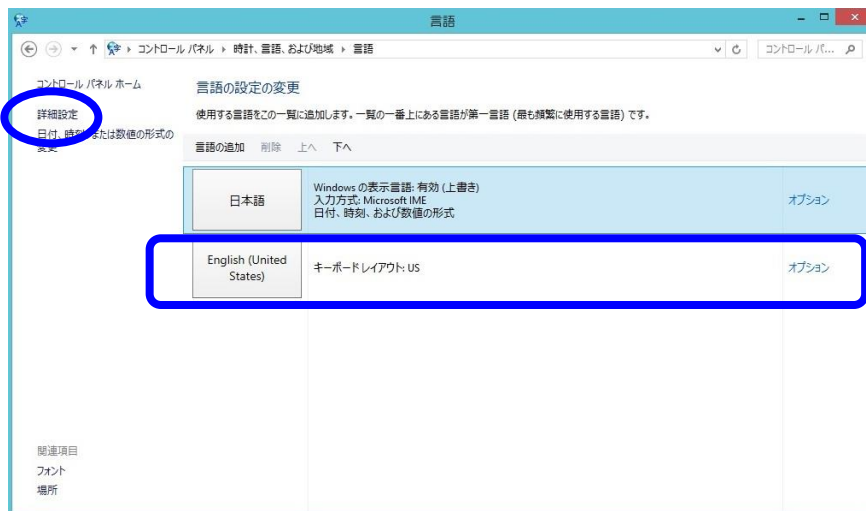 言語
コントロール パネル 時計、言語、および地域 言語
コントロール パ...
コントロール パネル ホーム
詳細設定
日付、時刻、または数値の形式の
変更
言語の設定の変更
使用する言語をこの一覧に追加します。一覧の一番上にある言語が第一言語 (最も頻繁に使用する言語) です。
言語の追加 削除 上へ 下へ
日本語
Windows の表示言語: 有効 (上書き)
入力方式: Microsoft IME
日付、時刻、および数値の形式
オプション
English (United
States)
キーボード レイアウト: US
オプション
関連項目
フォント
場所